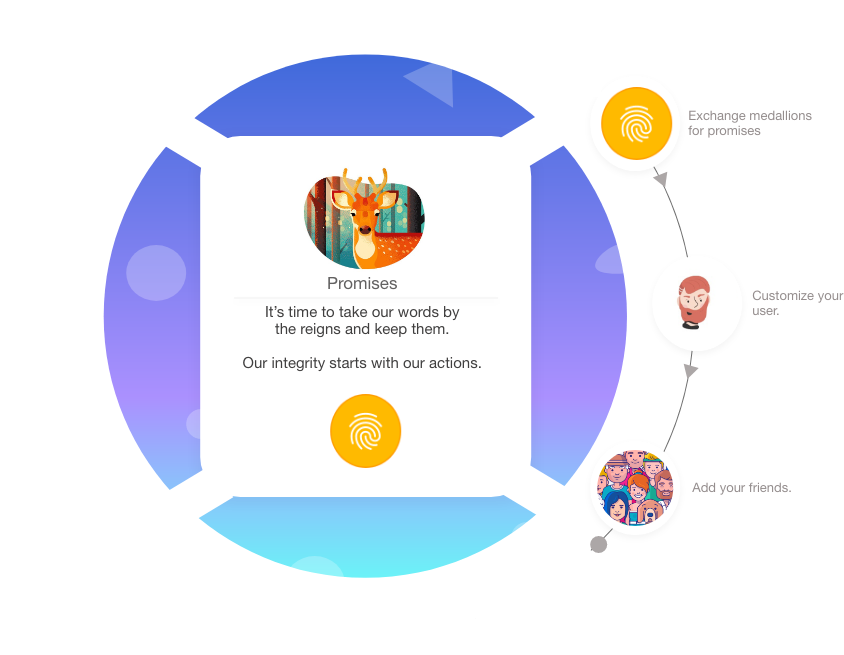 Promises
It's time to take our words by
the reigns and keep them.
Our integrity starts with our actions.
Exchange medallions
for promises
Customize your
user.
Add your friends.